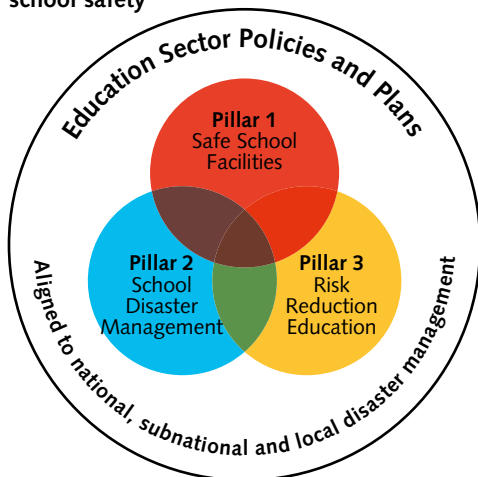 school safety
Education Sector Policies and Plans
Pillar 1
Safe School
Facilities
Pillar 2
School
Disaster
Management
Pillar 3
Risk
Reduction
Education
Aligned to national, subnational and local disaster management